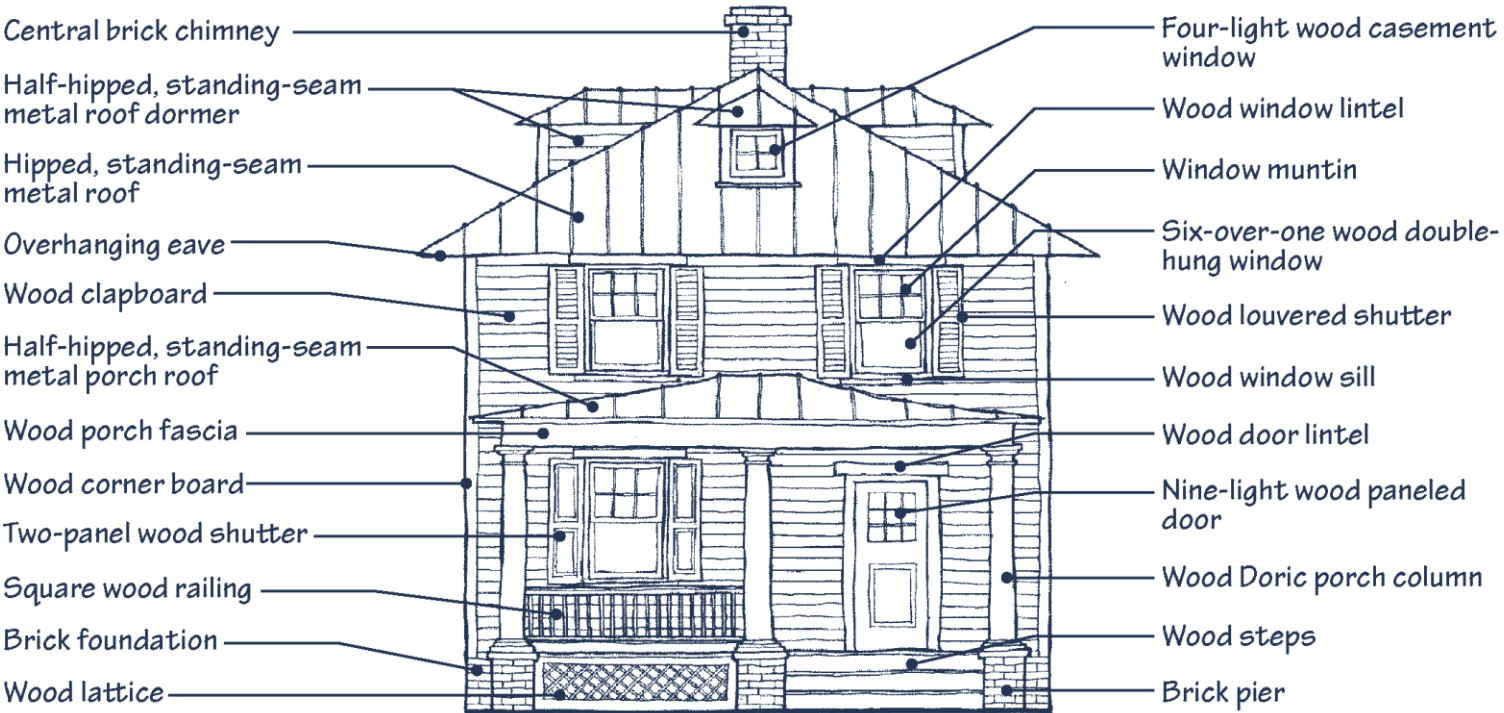 Central brick chimney
Half-hipped, standing-seam
metal roof dormer
Hipped, standing-seam
metal roof
Overhanging eave
Wood clapboard
Half-hipped, standing-seam
metal porch roof
Wood porch fascia
Wood corner board
Two-panel wood shutter
Square wood railing
Brick foundation
Wood lattice
Four-light wood casement
window
Wood window lintel
Window muntin
Six-over-one wood double-
hung window
Wood louvered shutter
Wood window sill
Wood door lintel
Nine-light wood paneled
door
Wood Doric porch column
Wood steps
Brick pier